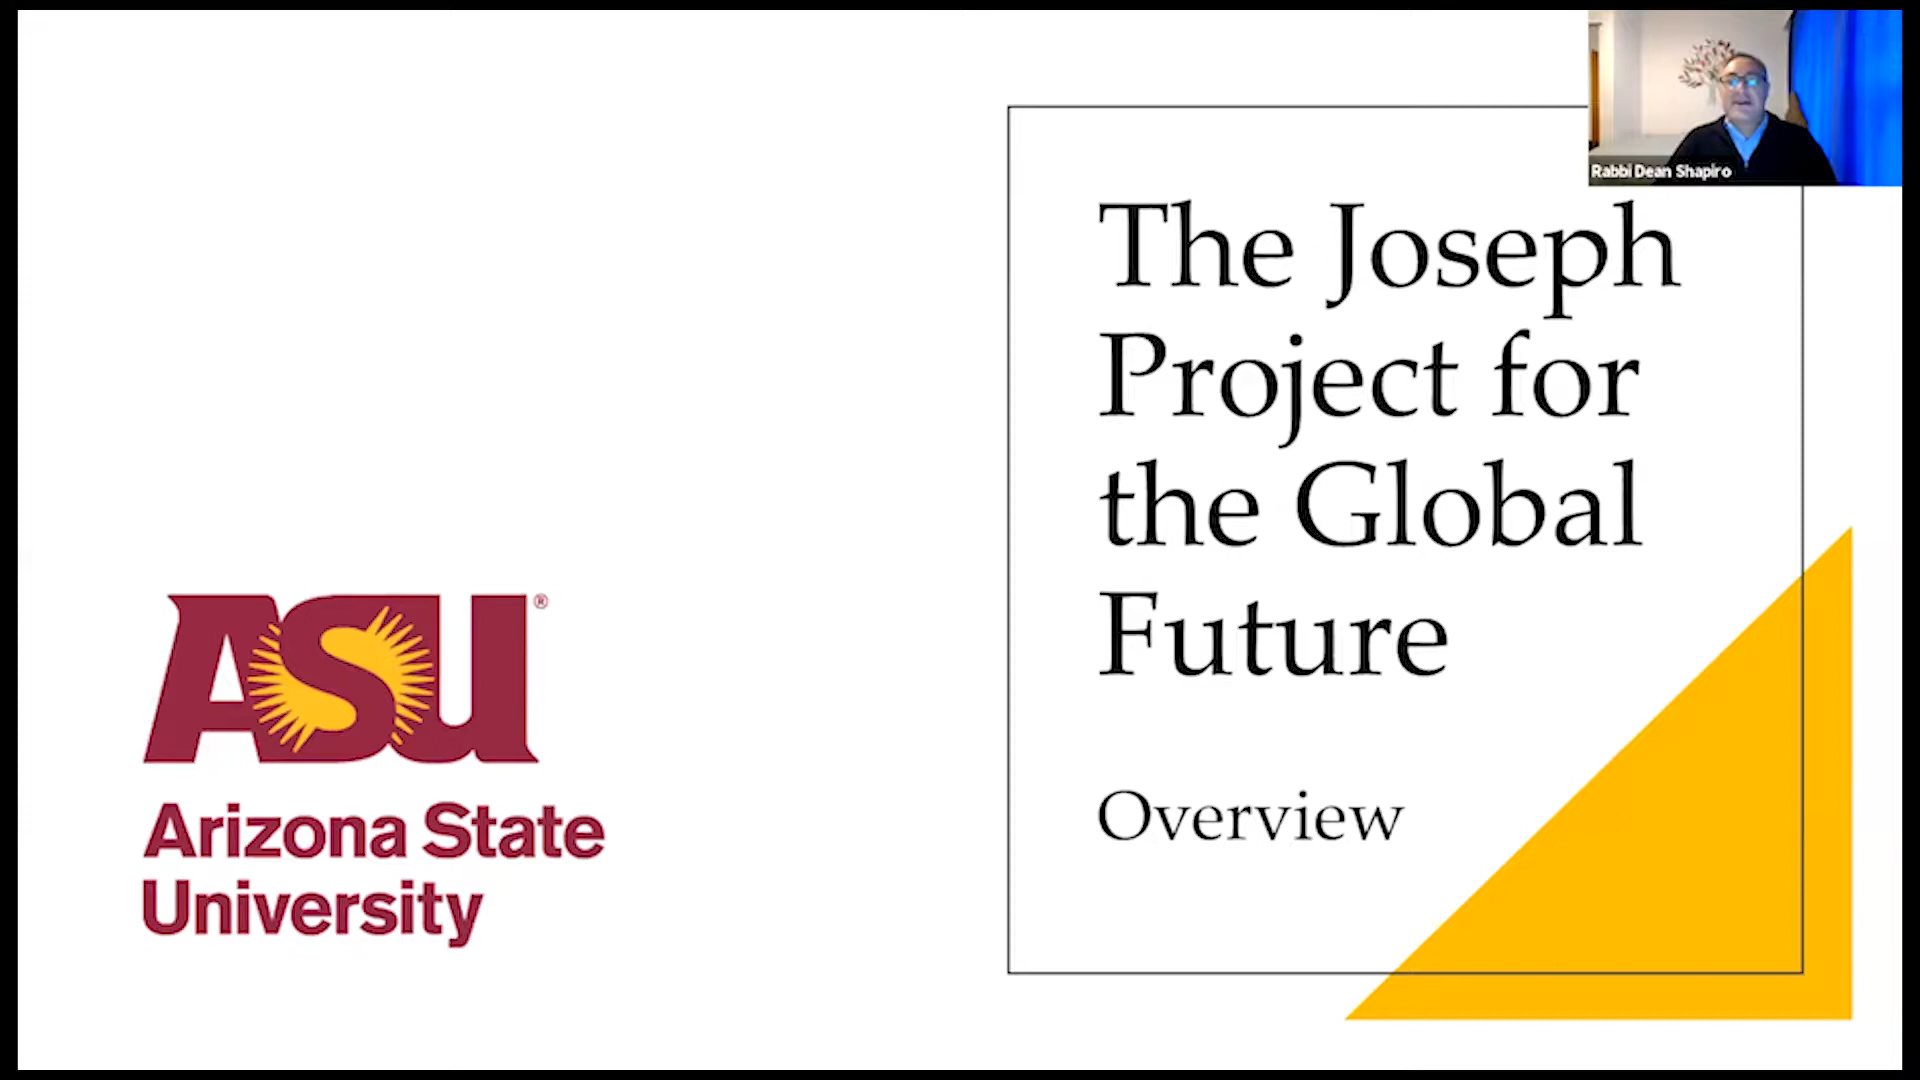 Rabbi Dean Shapiro
The Joseph
Project for
the Global
Future
Overview
ASU®
Arizona State
University